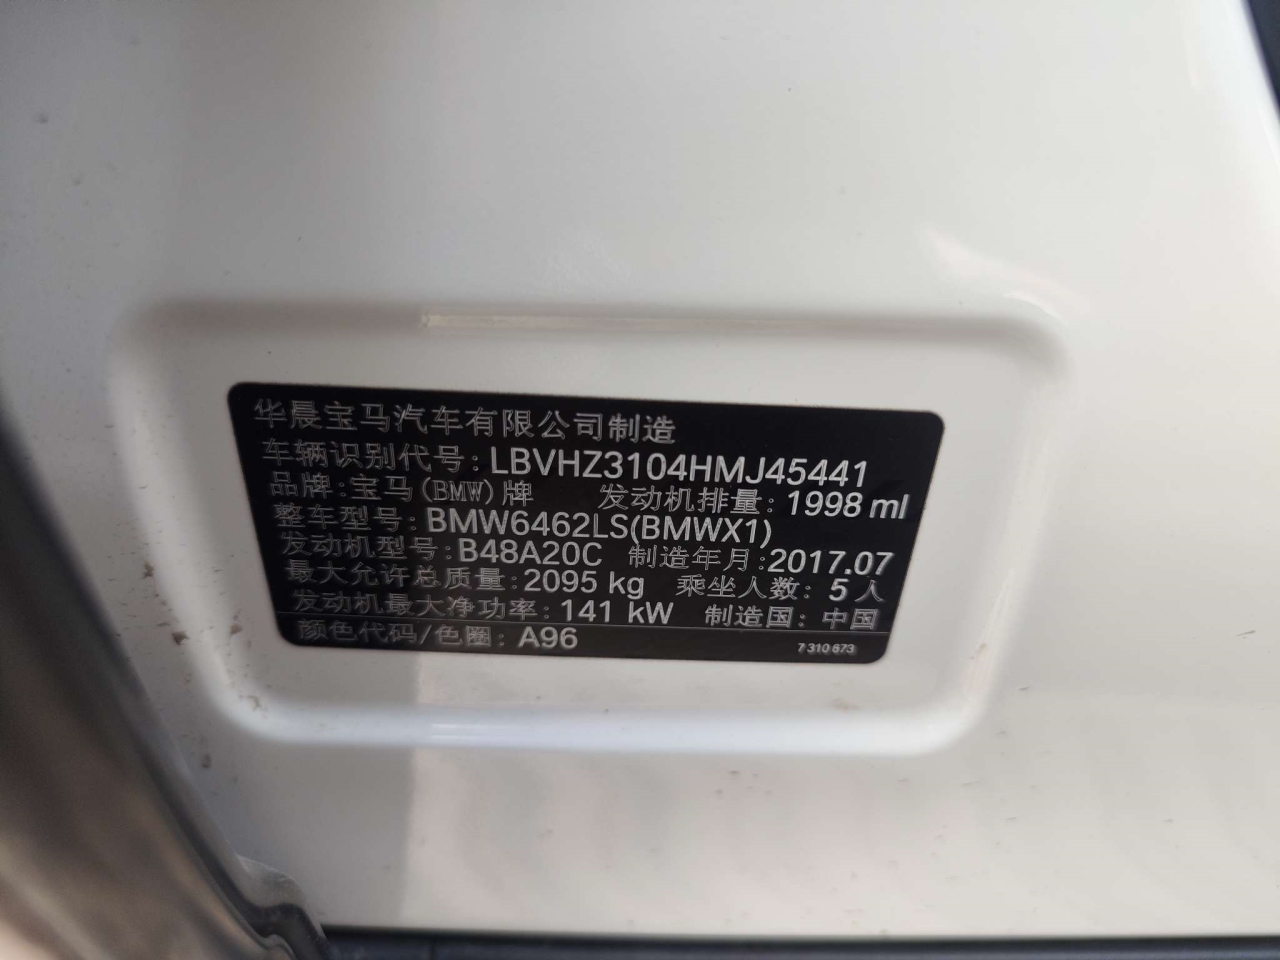 华晨宝马汽车有限公司制造
车辆识别代号: LBVHZ3104HMJ45441
品牌: 宝马(BMW)牌 发动机排量: 1998 ml
整车型号: BMW6462LS(BMWX1)
发动机型号: B48A20C 制造年月: 2017.07
最大允许总质量: 2095 kg 乘坐人数: 5 人
发动机最大净功率: 141 kW 制造国: 中国
颜色代码/色圈: A96 7 310 673